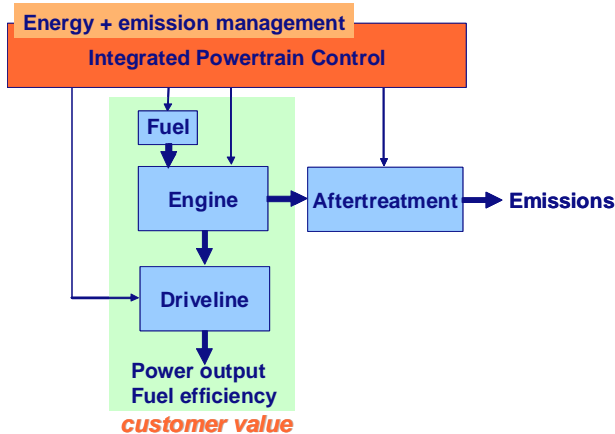 Energy + emission management
Integrated Powertrain Control
Fuel
Engine
Aftertreatment
Emissions
Driveline
Power output
Fuel efficiency
customer value